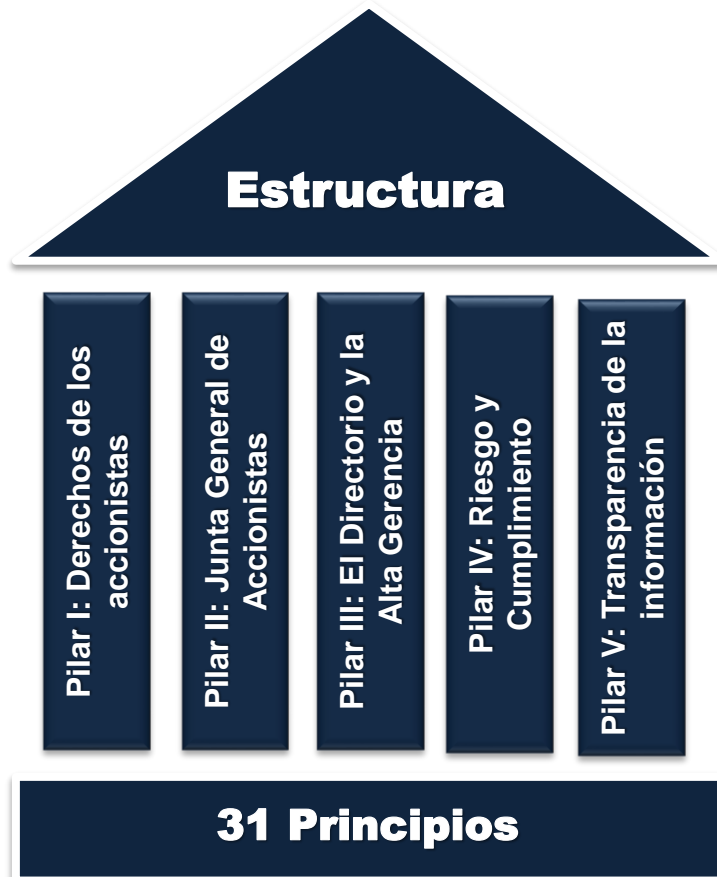 Estructura
Pilar I: Derechos de los
accionistas
Pilar II: Junta General de
Accionistas
Pilar III: El Directorio y la
Alta Gerencia
Pilar IV: Riesgo y
Cumplimiento
Pilar V: Transparencia de la
información
31 Principios